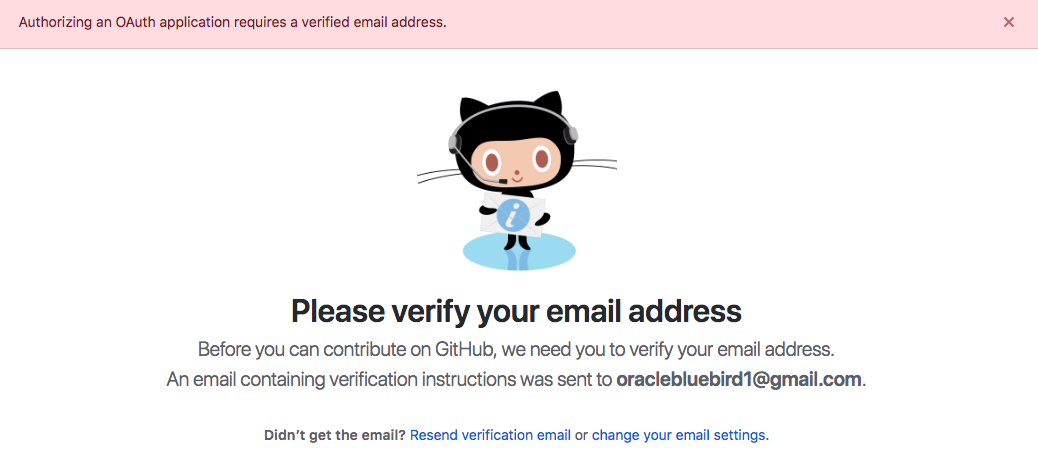 Authorizing an OAuth application requires a verified email address.
Please verify your email address
Before you can contribute on GitHub, we need you to verify your email address.
An email containing verification instructions was sent to oraclebluebird1@gmail.com.
Didn’t get the email? Resend verification email or change your email settings.